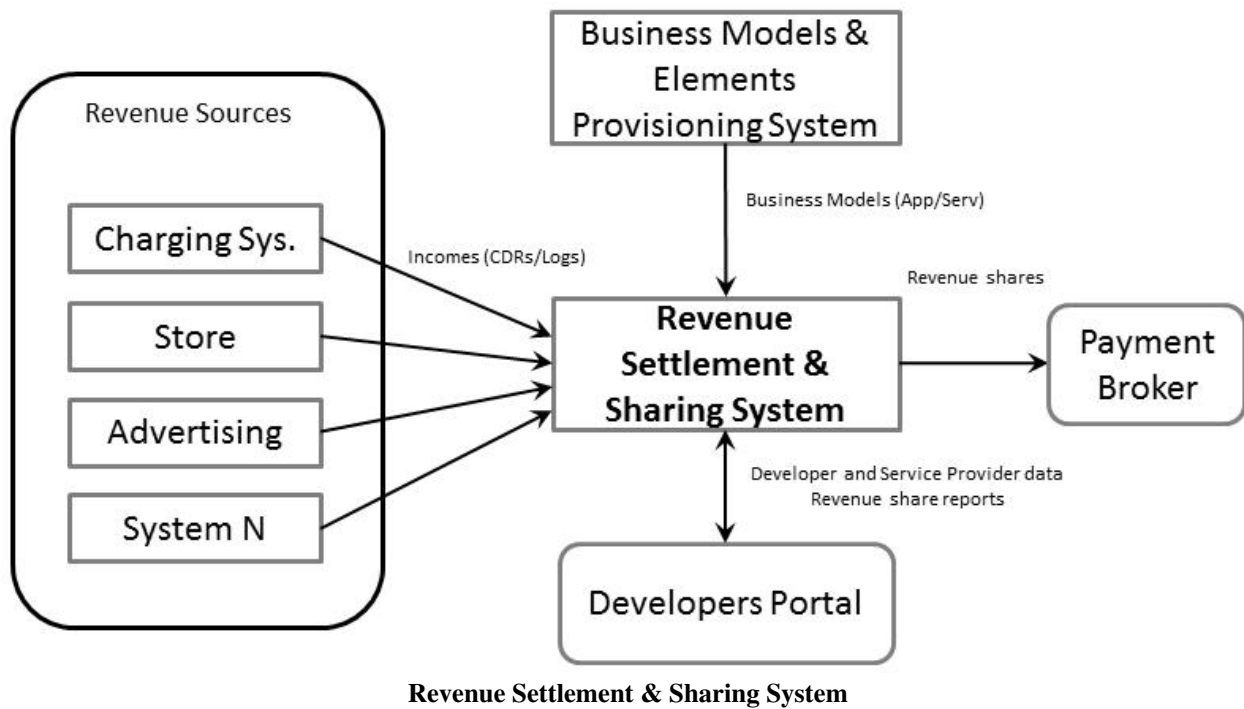 Business Models &
Elements
Provisioning System
Revenue Sources
Business Models (App/Serv)
Charging Sys.
Incomes (CDRs/Logs)
Revenue shares
Store
Revenue
Settlement &
Sharing System
Payment
Broker
Advertising
Developer and Service Provider data
Revenue share reports
System N
Developers Portal
Revenue Settlement & Sharing System